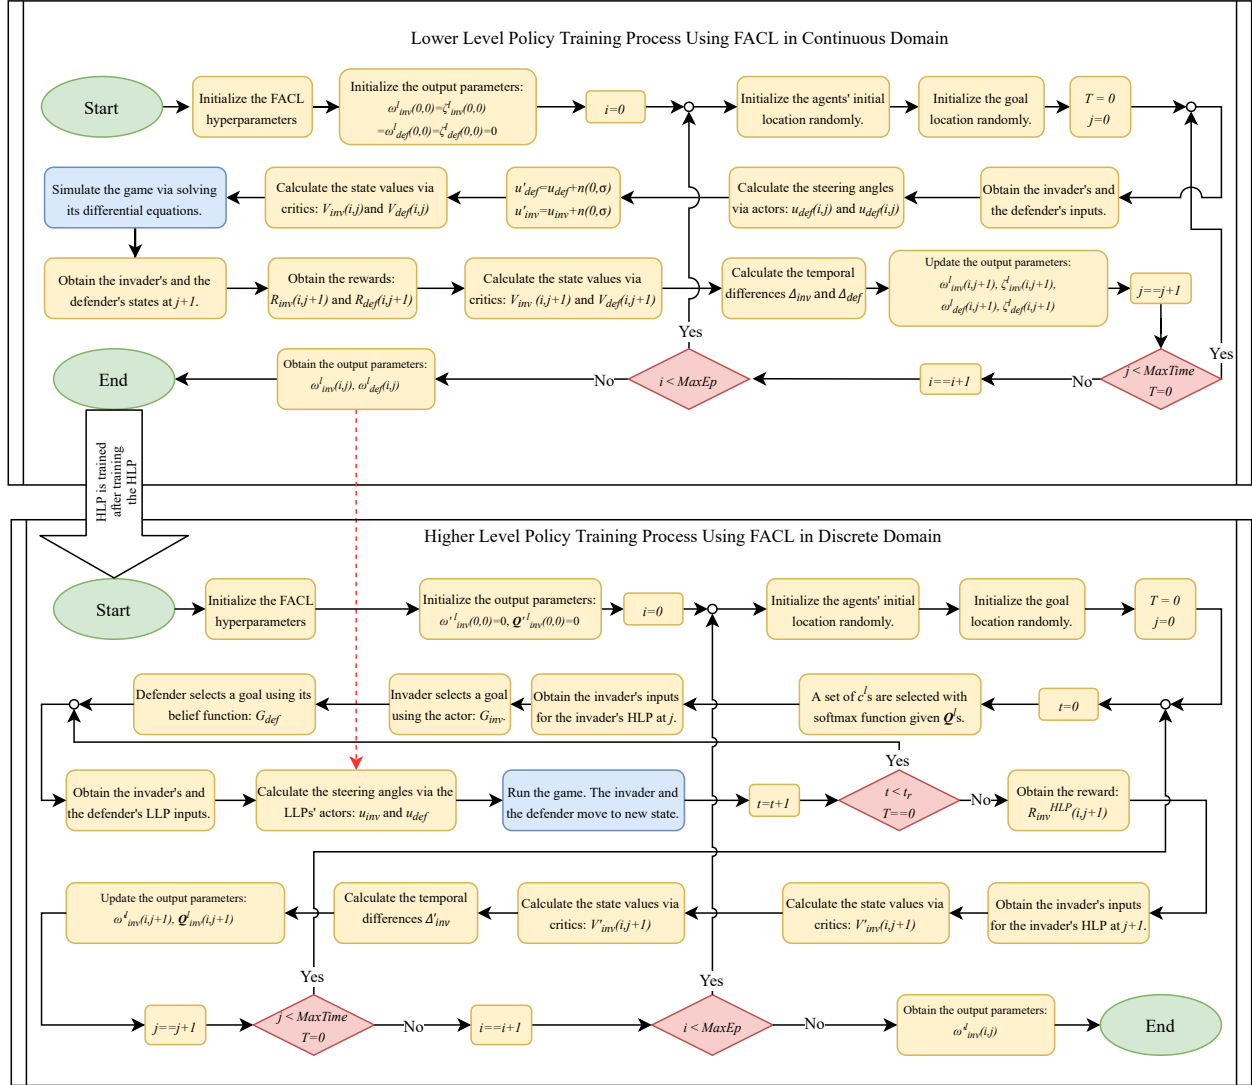 Lower Level Policy Training Process Using FACL in Continuous Domain
Start
Initialize the FACL
hyperparameters
Initialize the output parameters:
ω^l_inv(0,0)=ζ^l_inv(0,0)
=ω^l_def(0,0)=ζ^l_def(0,0)=0
i=0
Initialize the agents' initial
location randomly.
Initialize the goal
location randomly.
T = 0
j=0
Simulate the game via solving
its differential equations.
Calculate the state values via
critics: V_inv(i,j)and V_def(i,j)
u'_def=u_def+n(0,σ)
u'_inv=u_inv+n(0,σ)
Calculate the steering angles
via actors: u_def(i,j) and u_def(i,j)
Obtain the invader's and
the defender's inputs.
Obtain the invader's and the
defender's states at j+1.
Obtain the rewards:
R_inv(i,j+1) and R_def(i,j+1)
Calculate the state values via
critics: V_inv (i,j+1) and V_def(i,j+1)
Calculate the temporal
differences Δ_inv and Δ_def
Update the output parameters:
ω^l_inv(i,j+1), ζ^l_inv(i,j+1),
ω^l_def(i,j+1), ζ^l_def(i,j+1)
j==j+1
Yes
Yes
End
Obtain the output parameters:
ω^l_inv(i,j), ω^l_def(i,j)
No
i < MaxEp
i==i+1
No
j < MaxTime
T=0
HLP is trained
after training
the HLP
Higher Level Policy Training Process Using FACL in Discrete Domain
Start
Initialize the FACL
hyperparameters
Initialize the output parameters:
ω'^l_inv(0,0)=0, Q'^l_inv(0,0)=0
i=0
Initialize the agents' initial
location randomly.
Initialize the goal
location randomly.
T = 0
j=0
Defender selects a goal using its
belief function: G_def
Invader selects a goal
using the actor: G_inv.
Obtain the invader's inputs
for the invader's HLP at j.
A set of c^l's are selected with
softmax function given Q^l's.
t=0
Yes
Obtain the invader's and
the defender's LLP inputs.
Calculate the steering angles via the
LLPs' actors: u_inv and u_def
Run the game. The invader and
the defender move to new state.
t=t+1
t < t_r
T==0
No
Obtain the reward:
R_inv^HLP(i,j+1)
Update the output parameters:
ω'^l_inv(i,j+1), Q^l_inv(i,j+1)
Calculate the temporal
differences Δ'_inv
Calculate the state values via
critics: V'_inv(i,j+1)
Calculate the state values via
critics: V'_inv(i,j+1)
Obtain the invader's inputs
for the invader's HLP at j+1.
Yes
Yes
j==j+1
j < MaxTime
T=0
No
i==i+1
i < MaxEp
No
Obtain the output parameters:
ω'^l_inv(i,j)
End